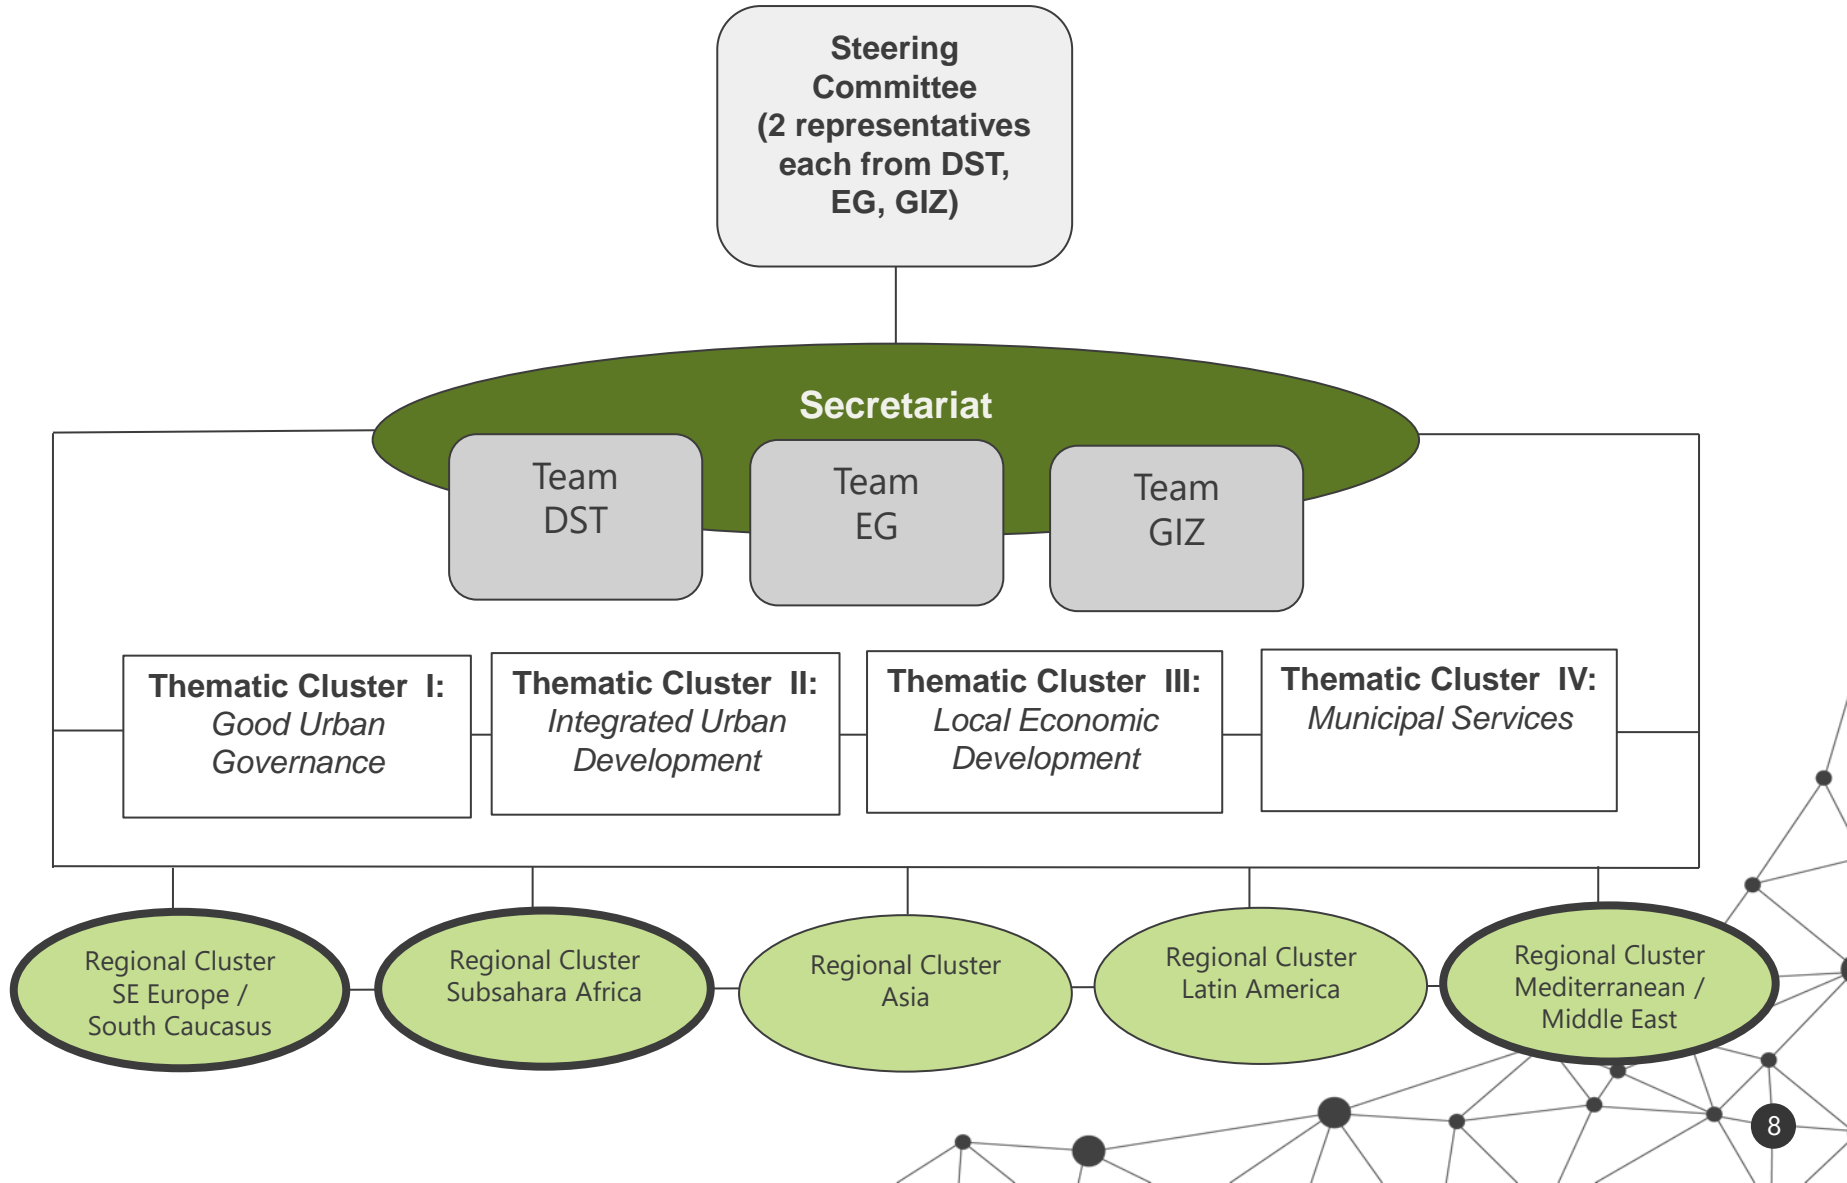 Steering
Committee
(2 representatives
each from DST,
EG, GIZ)
Secretariat
Team
DST
Team
EG
Team
GIZ
Thematic Cluster  I:
Good Urban
Governance
Thematic Cluster  II:
Integrated Urban
Development
Thematic Cluster  III:
Local Economic
Development
Thematic Cluster  IV:
Municipal Services
Regional Cluster
SE Europe /
South Caucasus
Regional Cluster
Subsahara Africa
Regional Cluster
Asia
Regional Cluster
Latin America
Regional Cluster
Mediterranean /
Middle East
8